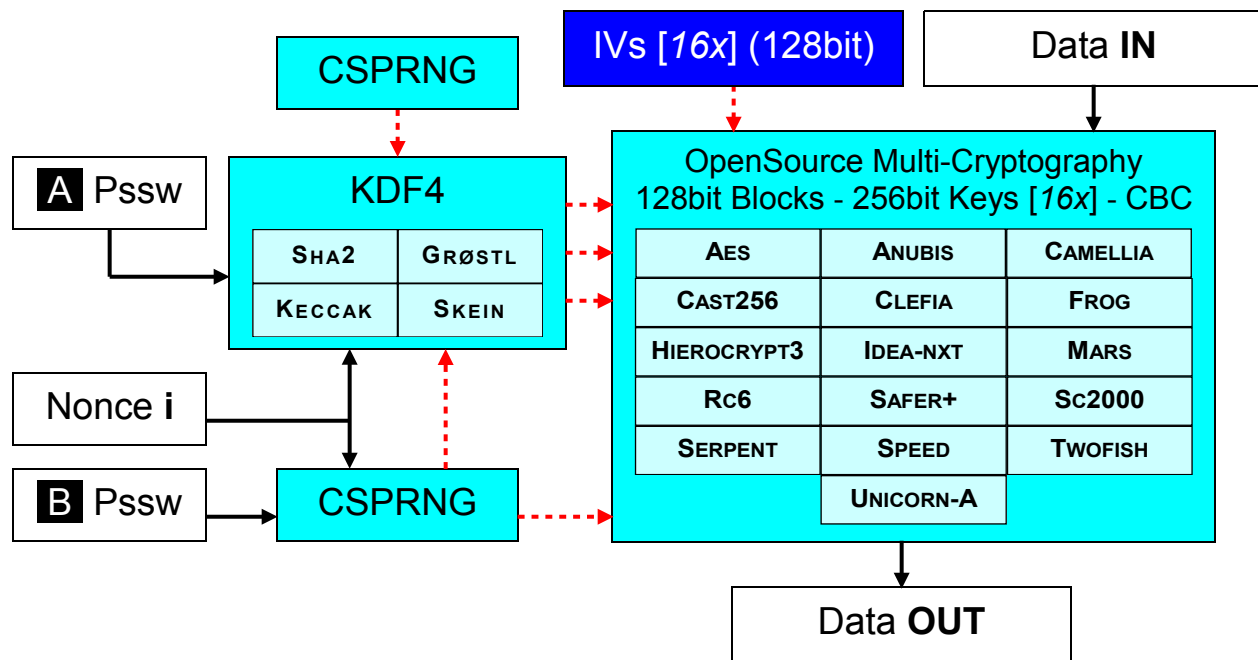 CSPRNG
IVs [16x] (128bit)
Data IN
A Pssw
KDF4
SHA2 GRØSTL
KECCAK SKEIN
OpenSource Multi-Cryptography
128bit Blocks - 256bit Keys [16x] - CBC
AES ANUBIS CAMELLIA
CAST256 CLEFIA FROG
HIEROCRYPT3 IDEA-NXT MARS
RC6 SAFER+ SC2000
SERPENT SPEED TWOFISH
UNICORN-A
Nonce i
B Pssw
CSPRNG
Data OUT